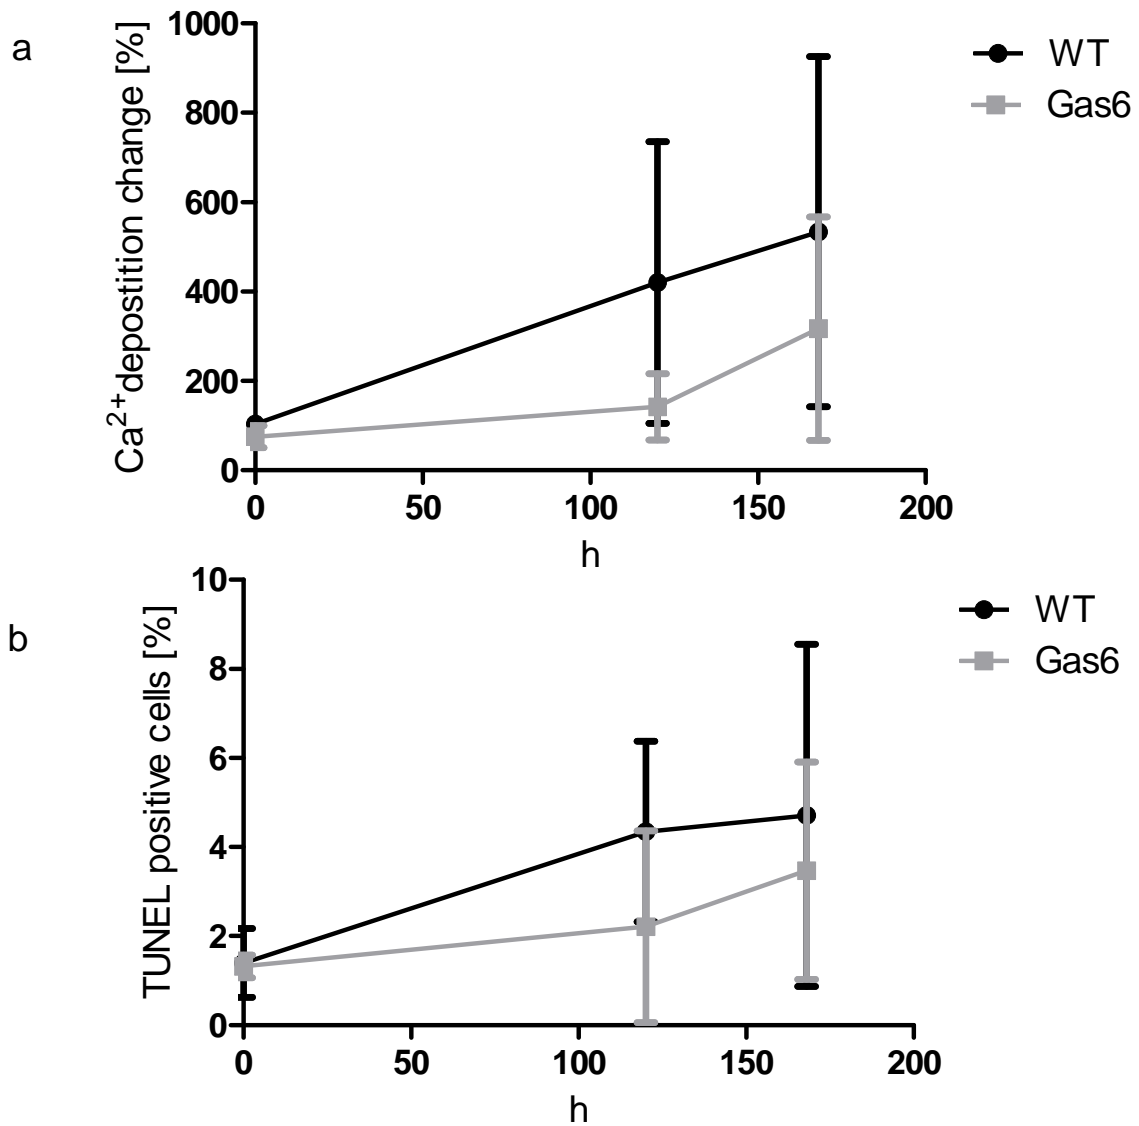 a
Ca²⁺depostition change [%]
1000
800
600
400
200
0
0 50 100 150 200
h
WT
Gas6
b
TUNEL positive cells [%]
10
8
6
4
2
0
0 50 100 150 200
h
WT
Gas6